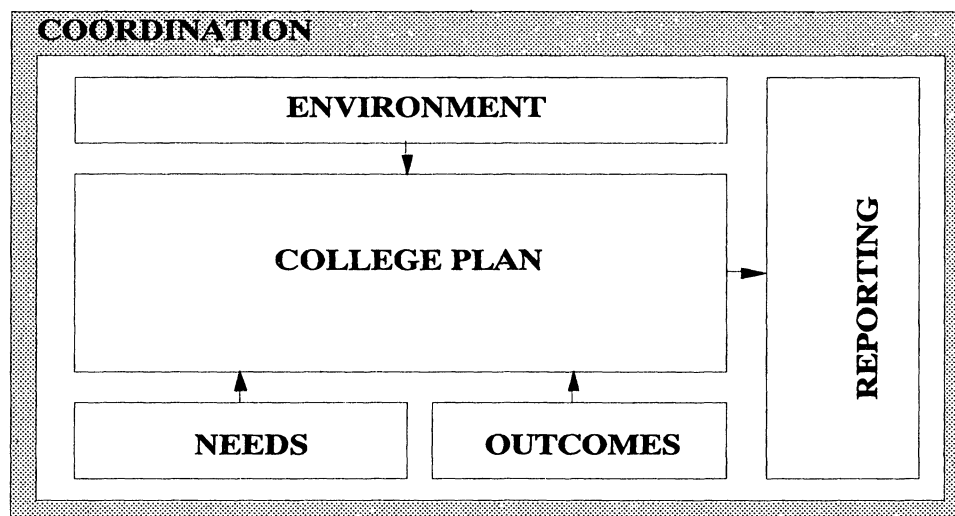 COORDINATION
ENVIRONMENT
COLLEGE PLAN
REPORTING
NEEDS
OUTCOMES